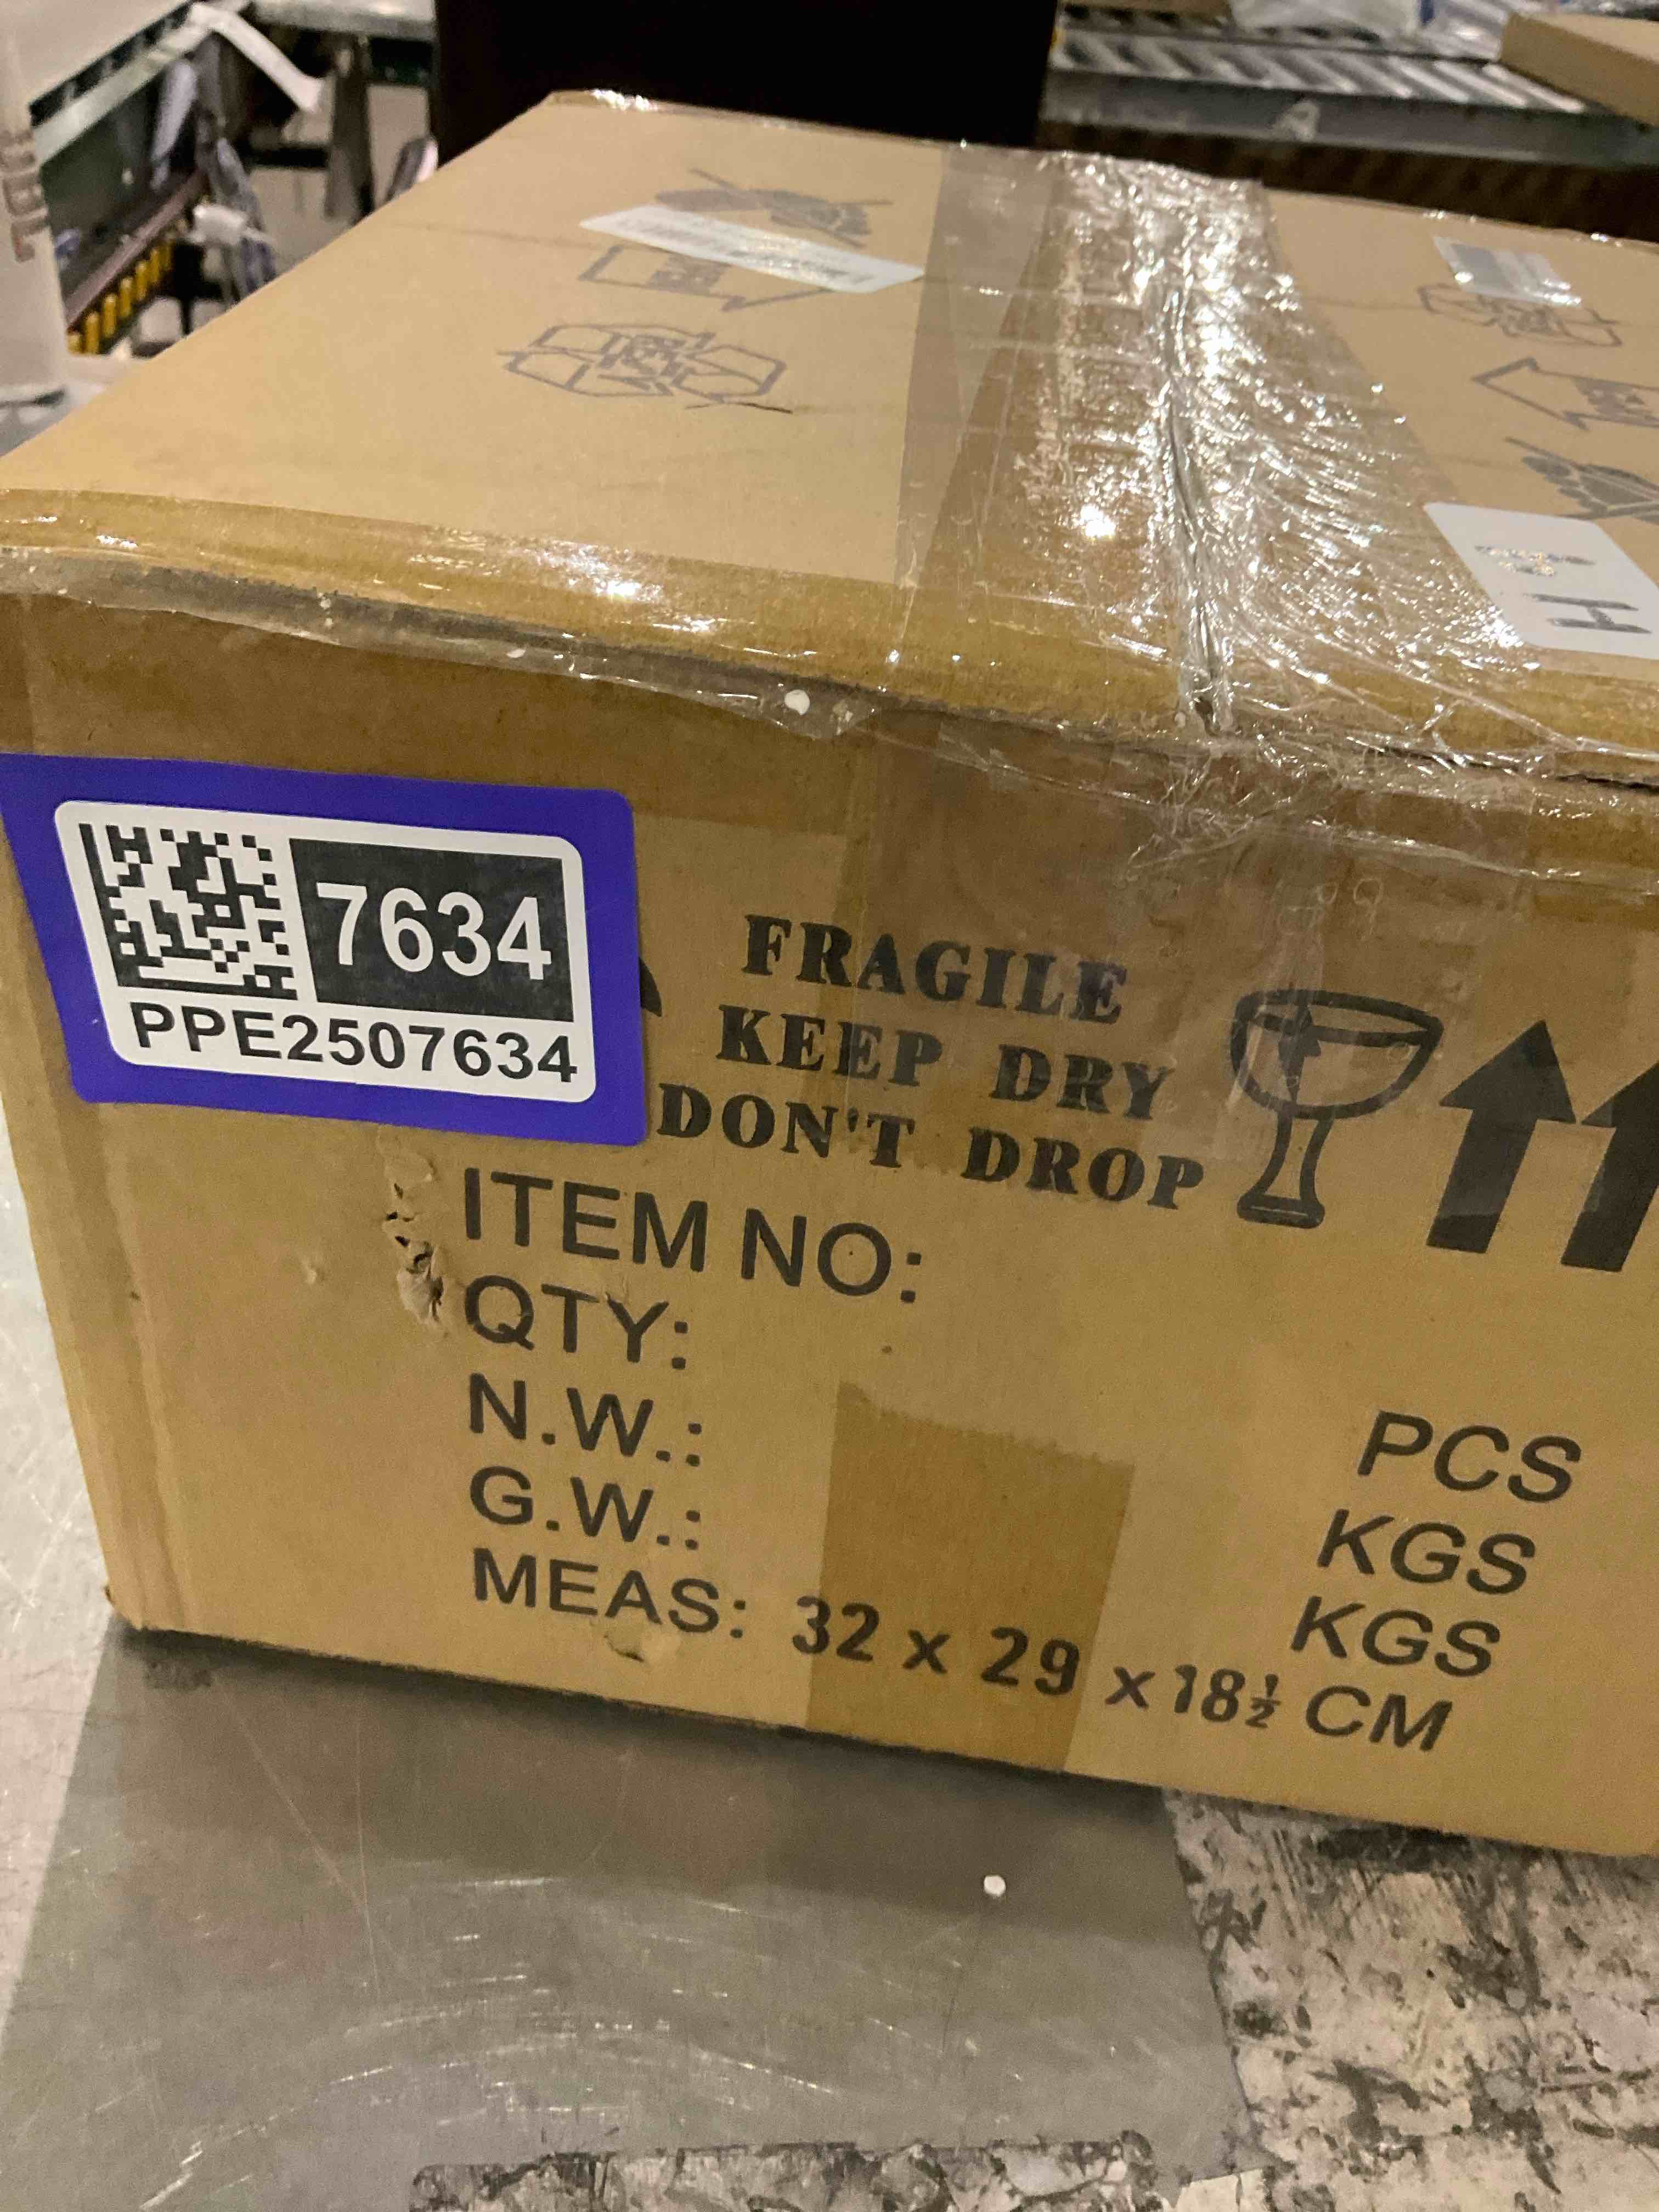 7634
PPE2507634
FRAGILE
KEEP DRY
DON'T DROP
ITEM NO:
QTY: PCS
N.W.: KGS
G.W.: KGS
MEAS: 32 x 29 x 18½ CM